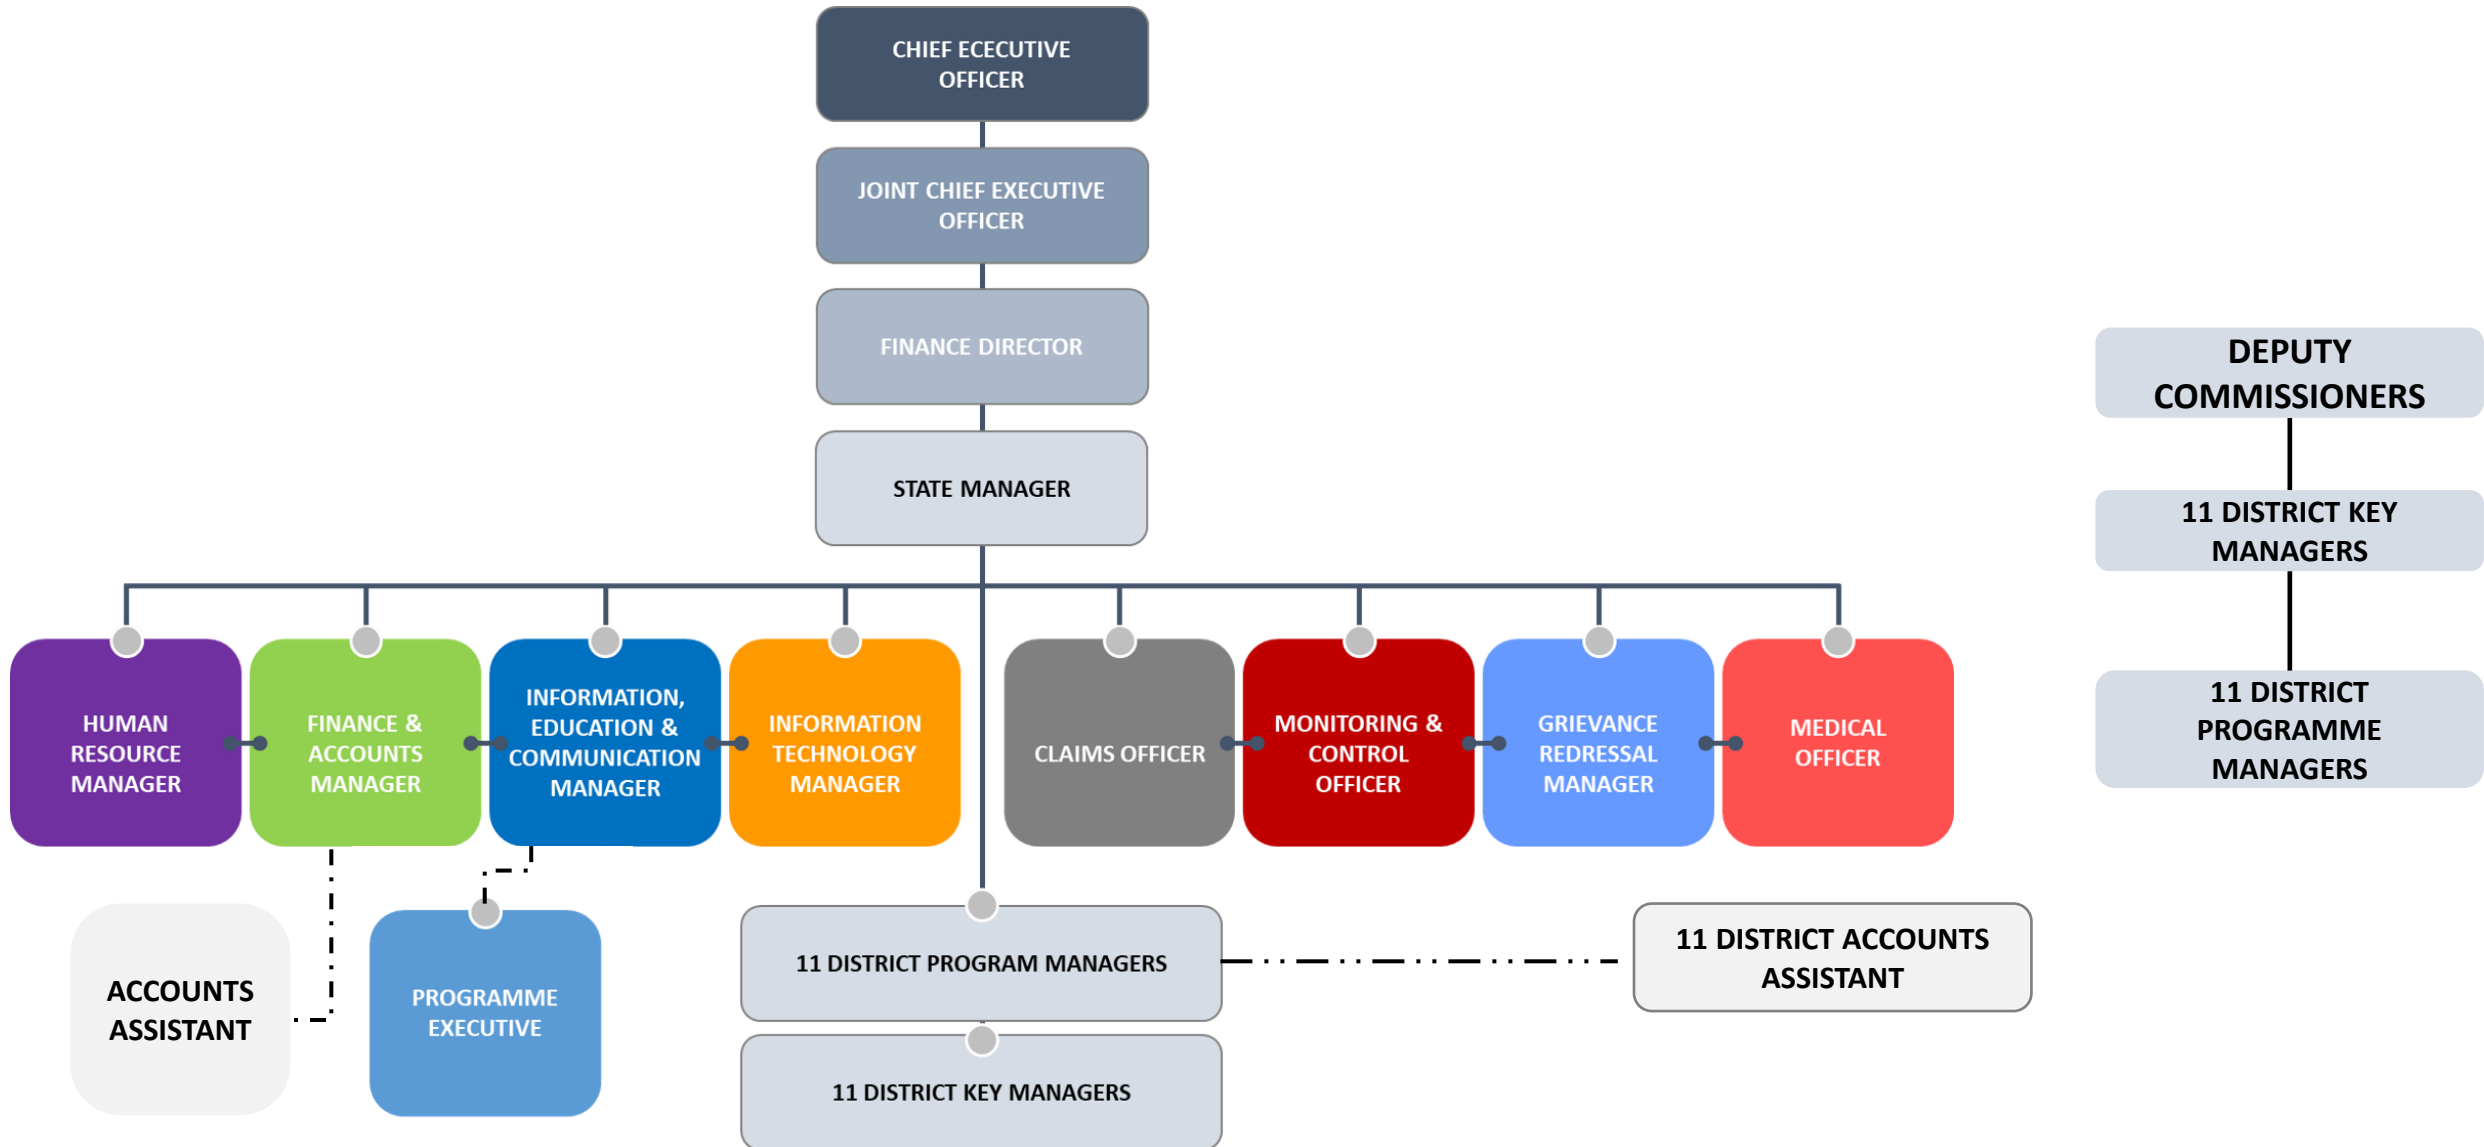 CHIEF ECECUTIVE
OFFICER
JOINT CHIEF EXECUTIVE
OFFICER
FINANCE DIRECTOR
STATE MANAGER
HUMAN
RESOURCE
MANAGER
FINANCE &
ACCOUNTS
MANAGER
INFORMATION,
EDUCATION &
COMMUNICATION
MANAGER
INFORMATION
TECHNOLOGY
MANAGER
CLAIMS OFFICER
MONITORING &
CONTROL
OFFICER
GRIEVANCE
REDRESSAL
MANAGER
MEDICAL
OFFICER
ACCOUNTS
ASSISTANT
PROGRAMME
EXECUTIVE
11 DISTRICT PROGRAM MANAGERS
11 DISTRICT ACCOUNTS
ASSISTANT
11 DISTRICT KEY MANAGERS
DEPUTY
COMMISSIONERS
11 DISTRICT KEY
MANAGERS
11 DISTRICT
PROGRAMME
MANAGERS